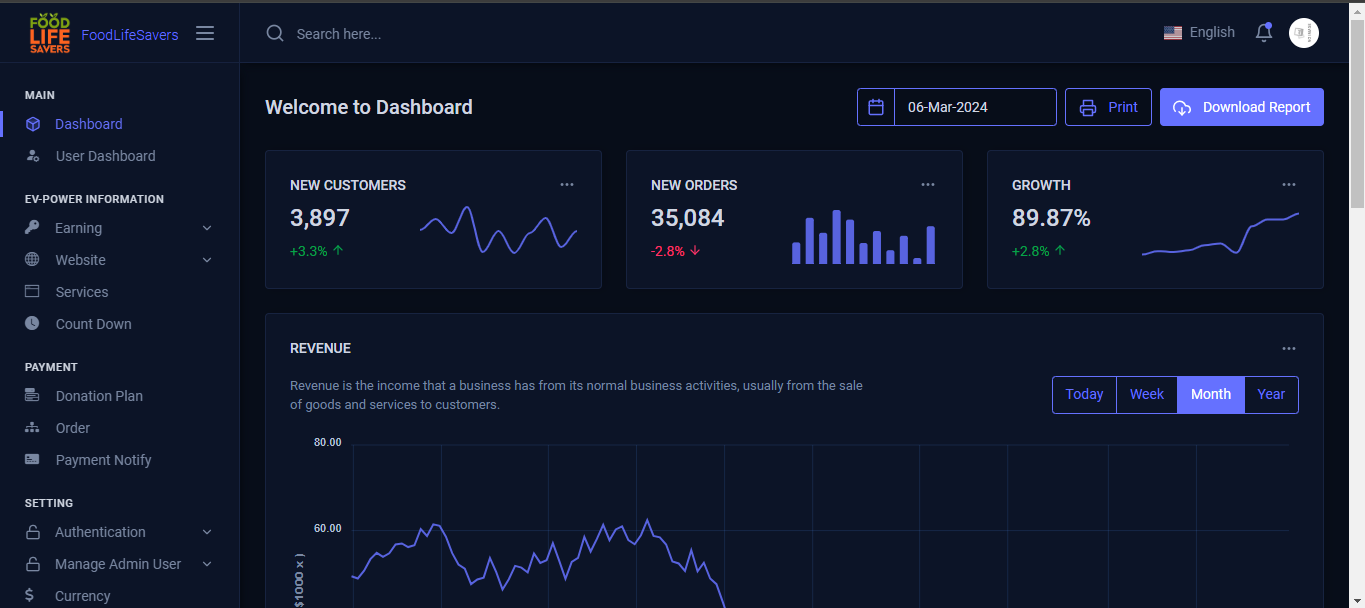 FOOD
LIFE
SAVERS
FoodLifeSavers
Search here...
English
MAIN
Dashboard
User Dashboard
EV-POWER INFORMATION
Earning
Website
Services
Count Down
PAYMENT
Donation Plan
Order
Payment Notify
SETTING
Authentication
Manage Admin User
Currency
Welcome to Dashboard
06-Mar-2024
Print
Download Report
NEW CUSTOMERS
3,897
+3.3%
NEW ORDERS
35,084
-2.8%
GROWTH
89.87%
+2.8%
REVENUE
Revenue is the income that a business has from its normal business activities, usually from the sale
of goods and services to customers.
Today
Week
Month
Year
80.00
60.00
$1000 x )